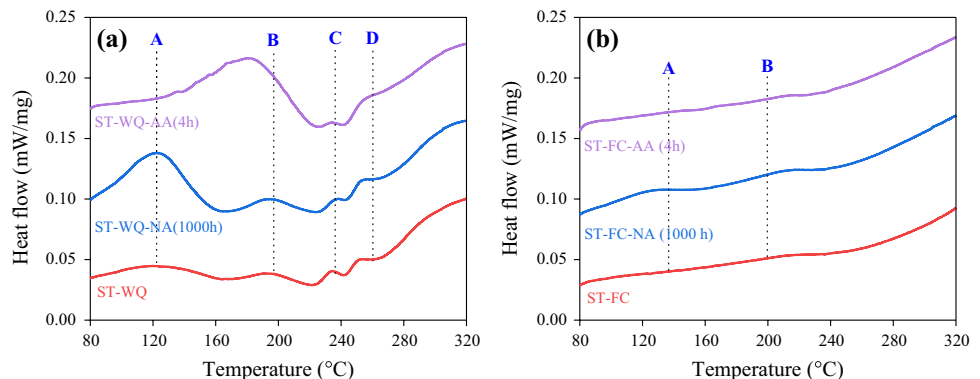 (a)
A
B
C
D
0.25
0.20
0.15
0.10
0.05
0.00
Heat flow (mW/mg)
ST-WQ-AA(4h)
ST-WQ-NA(1000h)
ST-WQ
80 120 160 200 240 280 320
Temperature (°C)
(b)
A
B
0.25
0.20
0.15
0.10
0.05
0.00
Heat flow (mW/mg)
ST-FC-AA (4h)
ST-FC-NA (1000 h)
ST-FC
80 120 160 200 240 280 320
Temperature (°C)